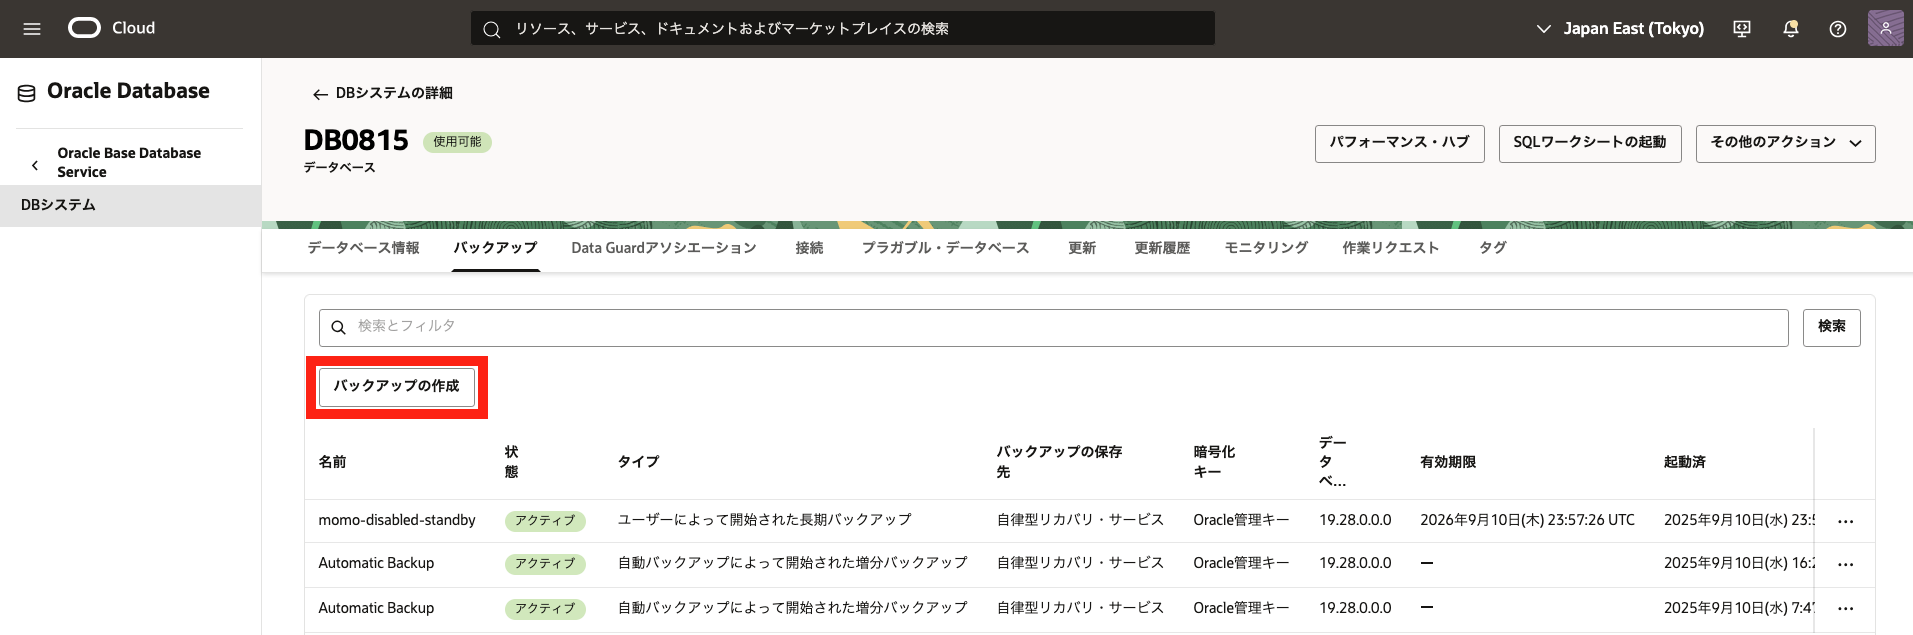 Cloud
リソース、サービス、ドキュメントおよびマーケットプレイスの検索
Japan East (Tokyo)
Oracle Database
Oracle Base Database
Service
DBシステム
DBシステムの詳細
DB0815 使用可能
データベース
パフォーマンス・ハブ
SQLワークシートの起動
その他のアクション
データベース情報 バックアップ Data Guardアソシエーション 接続 プラガブル・データベース 更新 更新履歴 モニタリング 作業リクエスト タグ
検索とフィルタ
検索
バックアップの作成
名前 状態 タイプ バックアップの保存先 暗号化キー データベ... 有効期限 起動済
momo-disabled-standby アクティブ ユーザーによって開始された長期バックアップ 自律型リカバリ・サービス Oracle管理キー 19.28.0.0.0 2026年9月10日(木) 23:57:26 UTC 2025年9月10日(水) 23:5 ...
Automatic Backup アクティブ 自動バックアップによって開始された増分バックアップ 自律型リカバリ・サービス Oracle管理キー 19.28.0.0.0 — 2025年9月10日(水) 16:2 ...
Automatic Backup アクティブ 自動バックアップによって開始された増分バックアップ 自律型リカバリ・サービス Oracle管理キー 19.28.0.0.0 — 2025年9月10日(水) 7:47 ...